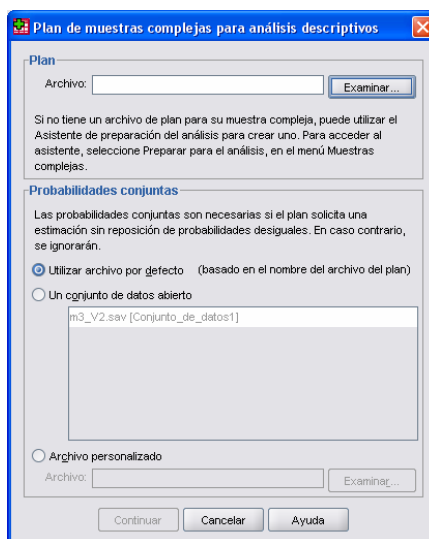 Plan de muestras complejas para análisis descriptivos
Plan
Archivo:
Examinar...
Si no tiene un archivo de plan para su muestra compleja, puede utilizar el
Asistente de preparación del análisis para crear uno. Para acceder al
asistente, seleccione Preparar para el análisis, en el menú Muestras
complejas.
Probabilidades conjuntas
Las probabilidades conjuntas son necesarias si el plan solicita una
estimación sin reposición de probabilidades desiguales. En caso contrario,
se ignorarán.
Utilizar archivo por defecto (basado en el nombre del archivo del plan)
Un conjunto de datos abierto
m3_V2.sav [Conjunto_de_datos1]
Archivo personalizado
Archivo:
Examinar...
Continuar Cancelar Ayuda